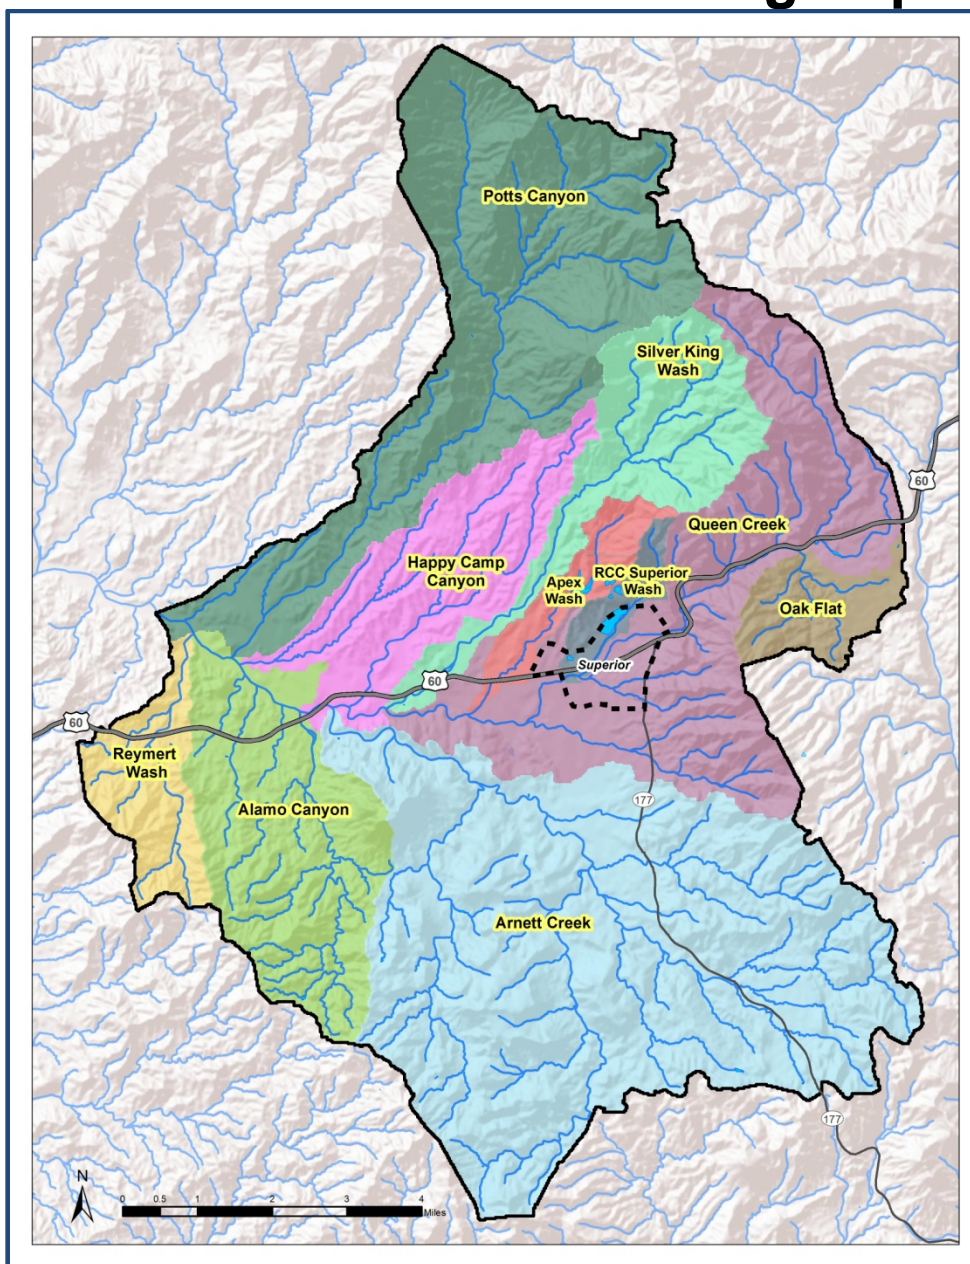 Potts Canyon
Silver King
Wash
60
Queen Creek
Happy Camp
Canyon
RCC Superior
Wash
Apex
Wash
Oak Flat
Superior
60
60
Reymert
Wash
177
Alamo Canyon
Arnett Creek
177
N
0 0.5 1 2 3 4
Miles